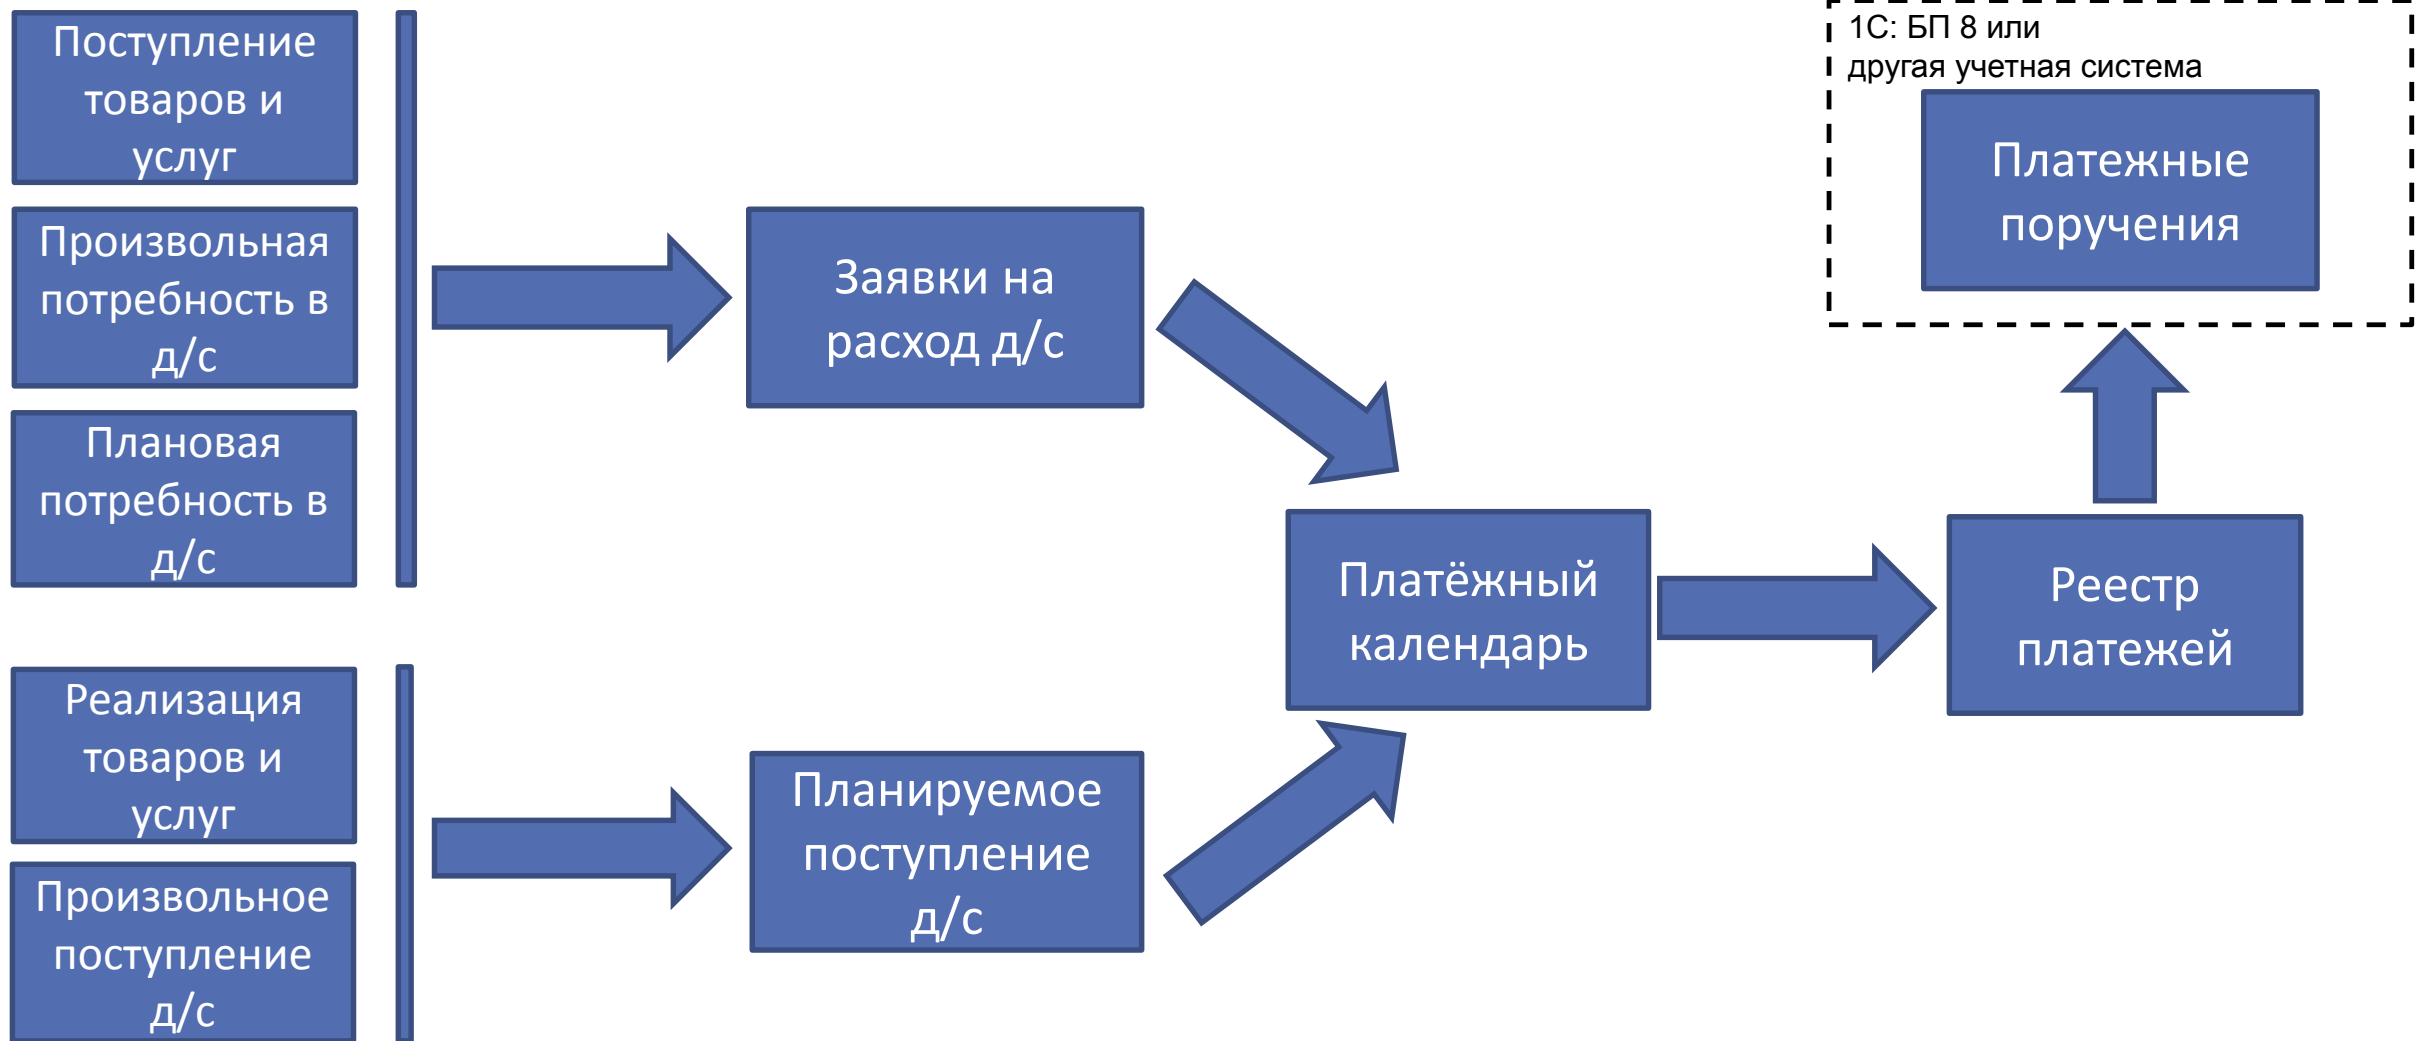 Поступление
товаров и
услуг
Произвольная
потребность в
д/с
Плановая
потребность в
д/с
Реализация
товаров и
услуг
Произвольное
поступление
д/с
Заявки на
расход д/с
Планируемое
поступление
д/с
Платёжный
календарь
Реестр
платежей
1С: БП 8 или
другая учетная система
Платежные
поручения